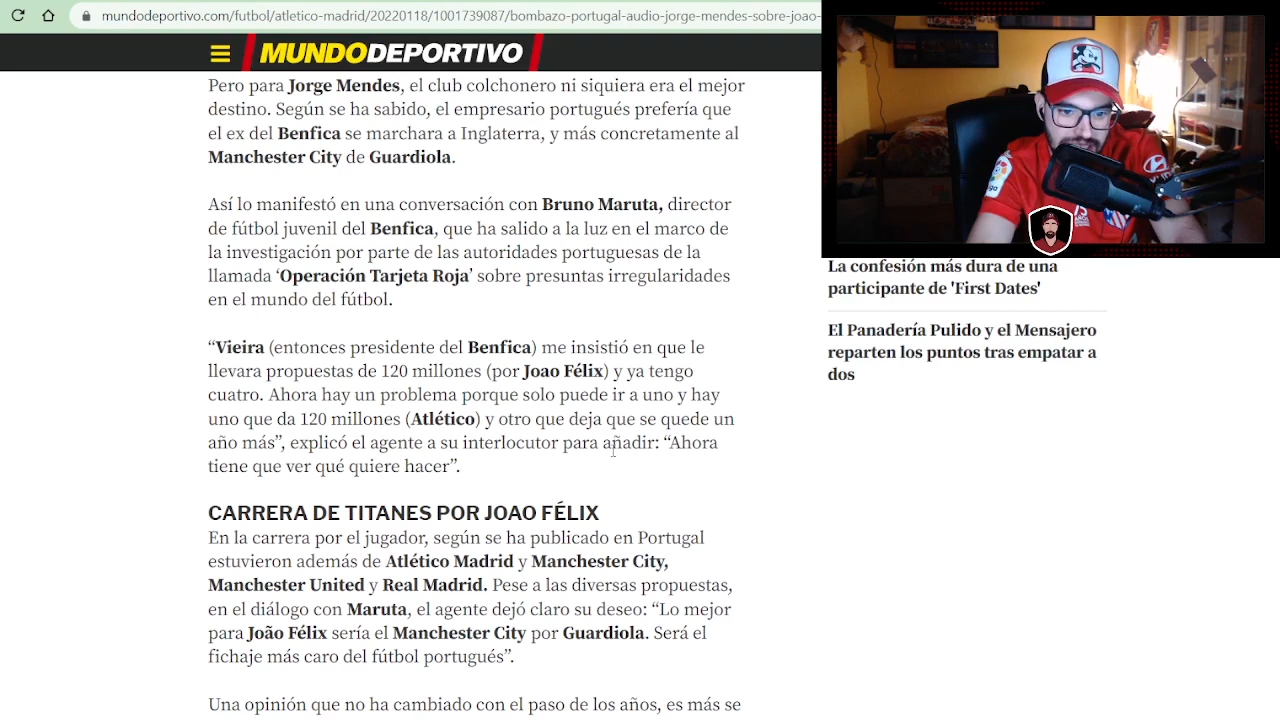 mundodeportivo.com/futbol/atletico-madrid/20220118/1001739087/bombazo-portugal-audio-jorge-mendes-sobre-joao-
MUNDODEPORTIVO
Pero para Jorge Mendes, el club colchonero ni siquiera era el mejor
destino. Según se ha sabido, el empresario portugués prefería que
el ex del Benfica se marchara a Inglaterra, y más concretamente al
Manchester City de Guardiola.
Así lo manifestó en una conversación con Bruno Maruta, director
de fútbol juvenil del Benfica, que ha salido a la luz en el marco de
la investigación por parte de las autoridades portuguesas de la
llamada ‘Operación Tarjeta Roja’ sobre presuntas irregularidades
en el mundo del fútbol.
“Vieira (entonces presidente del Benfica) me insistió en que le
llevara propuestas de 120 millones (por Joao Félix) y ya tengo
cuatro. Ahora hay un problema porque solo puede ir a uno y hay
uno que da 120 millones (Atlético) y otro que deja que se quede un
año más”, explicó el agente a su interlocutor para añadir: “Ahora
tiene que ver qué quiere hacer”.
CARRERA DE TITANES POR JOAO FÉLIX
En la carrera por el jugador, según se ha publicado en Portugal
estuvieron además de Atlético Madrid y Manchester City,
Manchester United y Real Madrid. Pese a las diversas propuestas,
en el diálogo con Maruta, el agente dejó claro su deseo: “Lo mejor
para João Félix sería el Manchester City por Guardiola. Será el
fichaje más caro del fútbol portugués”.
Una opinión que no ha cambiado con el paso de los años, es más se
La confesión más dura de una
participante de 'First Dates'
El Panadería Pulido y el Mensajero
reparten los puntos tras empatar a
dos